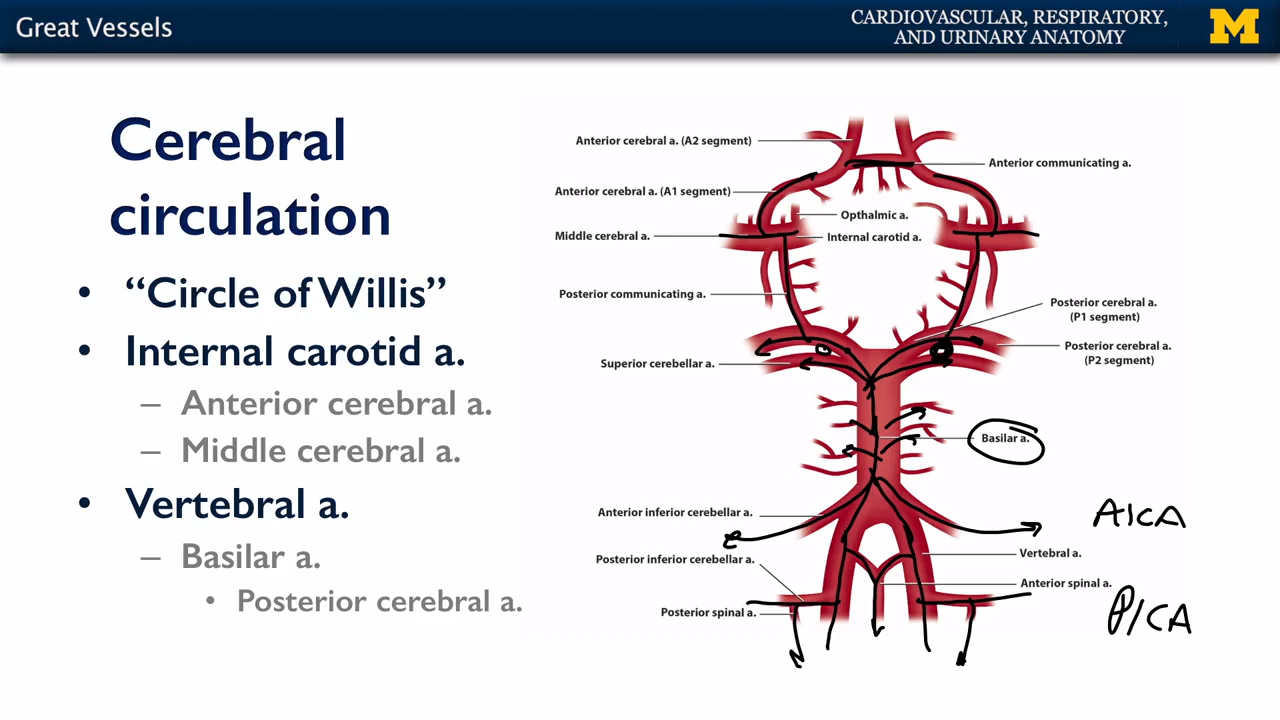 Great Vessels
CARDIOVASCULAR, RESPIRATORY,
AND URINARY ANATOMY
M
Cerebral
circulation
• “Circle of Willis”
• Internal carotid a.
– Anterior cerebral a.
– Middle cerebral a.
• Vertebral a.
– Basilar a.
• Posterior cerebral a.
Anterior cerebral a. (A2 segment)
Anterior communicating a.
Anterior cerebral a. (A1 segment)
Opthalmic a.
Middle cerebral a.
Internal carotid a.
Posterior communicating a.
Posterior cerebral a.
(P1 segment)
Posterior cerebral a.
(P2 segment)
Superior cerebellar a.
Basilar a.
Anterior inferior cerebellar a.
AICA
Posterior inferior cerebellar a.
Vertebral a.
Anterior spinal a.
Posterior spinal a.
PICA